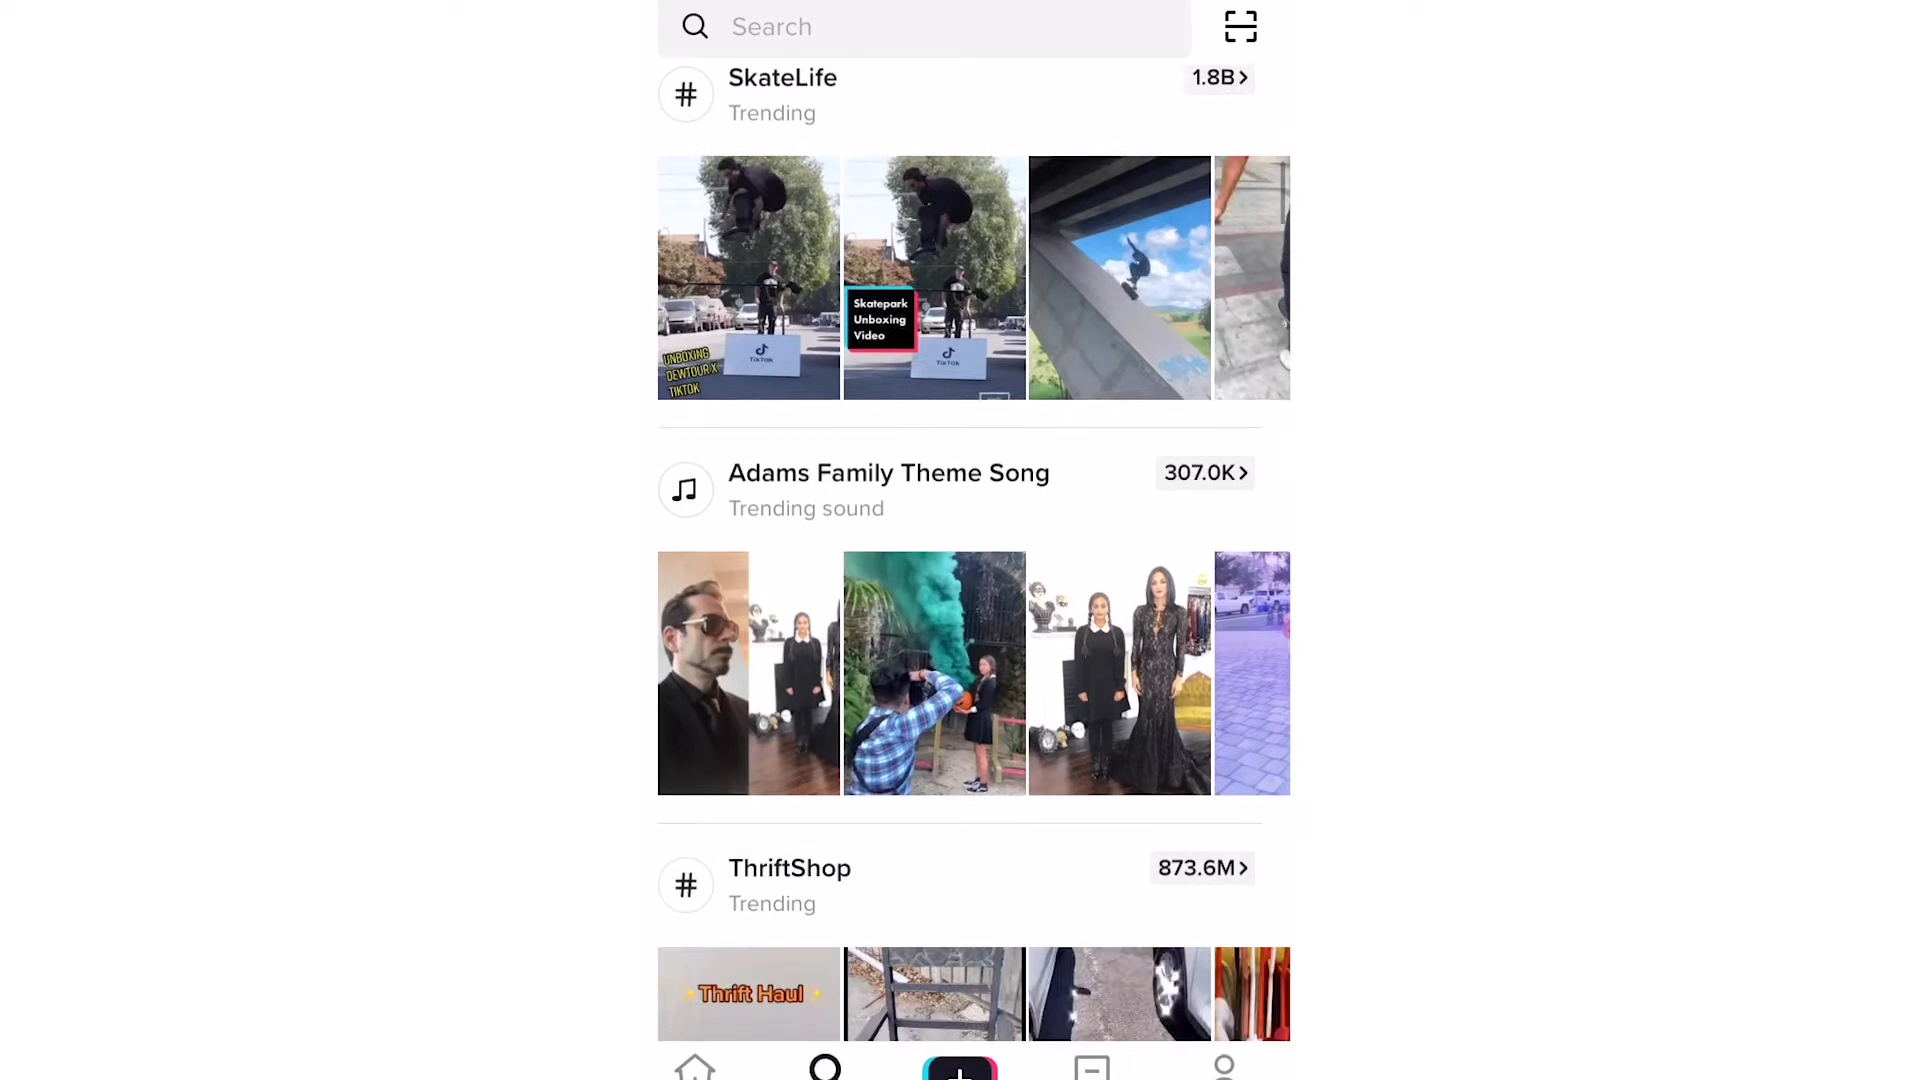 Search
SkateLife
1.8B
Trending
UNBOXING
DEWTOUR X
TIKTOK
TikTok
Skatepark
Unboxing
Video
TikTok
Adams Family Theme Song
307.0K
Trending sound
ThriftShop
873.6M
Trending
Thrift Haul